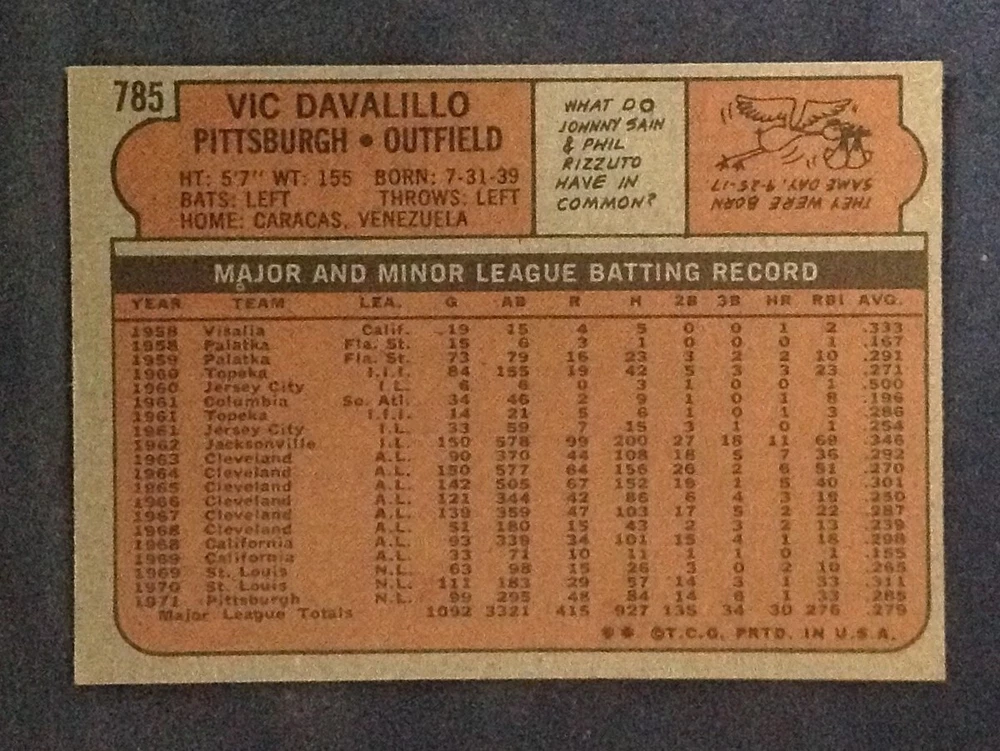 785
VIC DAVALILLO
PITTSBURGH • OUTFIELD
HT: 5'7" WT: 155 BORN: 7-31-39
BATS: LEFT THROWS: LEFT
HOME: CARACAS, VENEZUELA
WHAT DO
JOHNNY SAIN
& PHIL
RIZZUTO
HAVE IN
COMMON?
THEY WERE BORN
SAME DAY, 9-25-17
MAJOR AND MINOR LEAGUE BATTING RECORD
YEAR TEAM LEA. G AB R H 2B 3B HR RBI AVG.
1958 Visalia Calif. 19 15 4 5 0 0 1 2 .333
1958 Palatka Fla. St. 15 6 3 1 0 0 0 1 .167
1959 Palatka Fla. St. 73 79 16 23 3 2 2 10 .291
1960 Topeka I.I.I. 84 155 19 42 5 3 3 23 .271
1960 Jersey City I.L. 6 6 0 3 1 0 0 1 .500
1961 Columbia So. Atl. 34 46 2 9 1 0 1 8 .196
1961 Topeka I.I.I. 14 21 5 6 1 0 1 3 .286
1961 Jersey City I.L. 33 59 7 15 3 1 0 1 .254
1962 Jacksonville I.L. 150 578 99 200 27 18 11 69 .346
1963 Cleveland A.L. 90 370 44 108 18 5 7 36 .292
1964 Cleveland A.L. 150 577 64 156 26 2 6 51 .270
1965 Cleveland A.L. 142 505 67 152 19 1 5 40 .301
1966 Cleveland A.L. 121 344 42 86 6 4 3 19 .250
1967 Cleveland A.L. 139 359 47 103 17 5 2 22 .287
1968 Cleveland A.L. 51 180 15 43 2 3 2 13 .239
1968 California A.L. 93 339 34 101 15 4 1 18 .298
1969 California A.L. 33 71 10 11 1 1 0 1 .155
1969 St. Louis N.L. 63 98 15 26 3 0 2 10 .265
1970 St. Louis N.L. 111 183 29 57 14 3 1 33 .311
1971 Pittsburgh N.L. 99 295 48 84 14 6 1 33 .285
Major League Totals 1092 3321 415 927 135 34 30 276 .279
** ©T.C.G. PRTD. IN U.S.A.